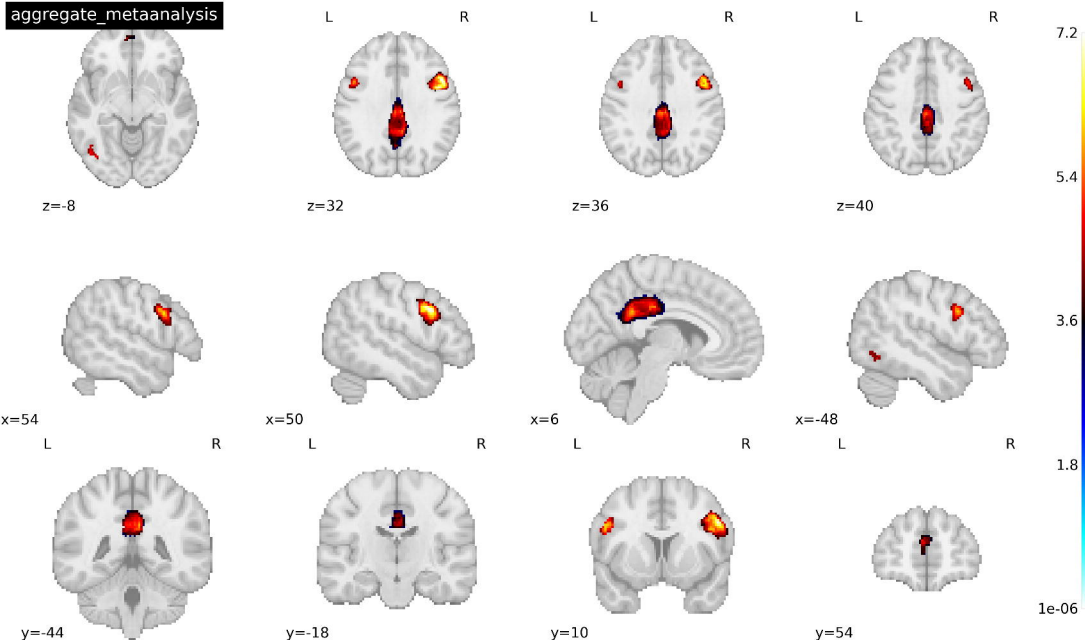 aggregate_metaanalysis
L R
L R
L R
7.2
5.4
3.6
1.8
1e-06
z=-8
z=32
z=36
z=40
x=54
x=50
x=6
x=-48
L R
L R
L R
L R
y=-44
y=-18
y=10
y=54